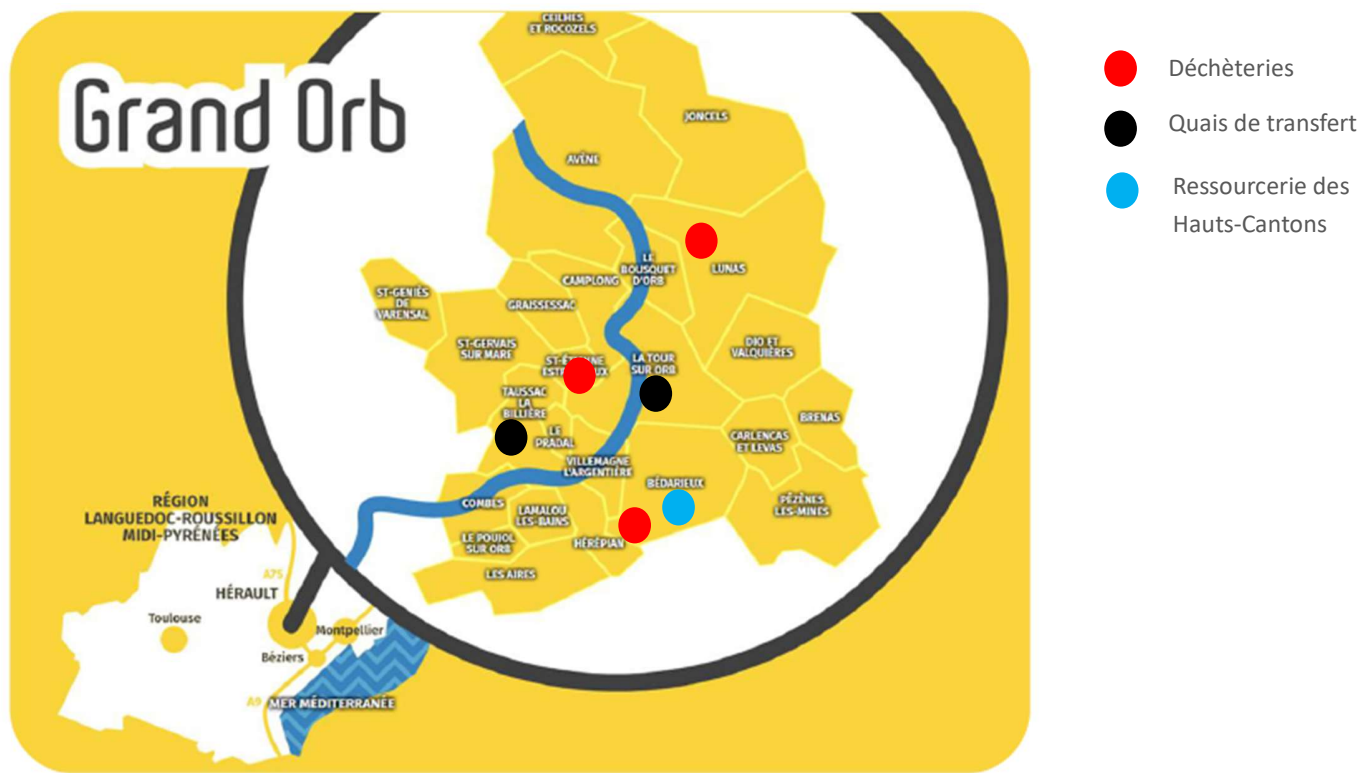 Grand Orb
CEILHES
ET ROCOZELS
JONCELS
AVÈNE
LE
BOUSQUET
D'ORB
LUNAS
CAMPLONG
GRAISSESSAC
ST-GENIÈS
DE
VARENSAL
ST-GERVAIS
SUR MARE
DIO ET
VALQUIÈRES
LA TOUR
SUR ORB
TAUSSAC
LA
BILLIÈRE
LE
PRADAL
BRENAS
CARLENCAS
ET LEVAS
VILLEMAGNE
L'ARGENTIÈRE
BÉDARIEUX
PÉZÈNES
LES-MINES
COMBES
LAMALOU
LES-BAINS
HÉRÉPIAN
LE POUJOL
SUR ORB
LES AIRES
RÉGION
LANGUEDOC-ROUSSILLON
MIDI-PYRÉNÉES
A75
HÉRAULT
Toulouse
Montpellier
Béziers
A9
MER MÉDITERRANÉE
Déchèteries
Quais de transfert
Ressourcerie des
Hauts-Cantons